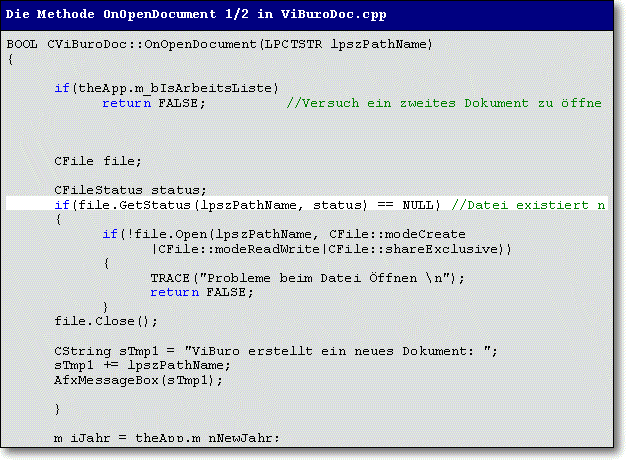 Die Methode OnOpenDocument 1/2 in ViBuroDoc.cpp
BOOL CViBuroDoc::OnOpenDocument(LPCTSTR lpszPathName)
{
if(theApp.m_bIsArbeitsListe)
return FALSE; //Versuch ein zweites Dokument zu öffne
CFile file;
CFileStatus status;
if(file.GetStatus(lpszPathName, status) == NULL) //Datei existiert n
{
if(!file.Open(lpszPathName, CFile::modeCreate
|CFile::modeReadWrite|CFile::shareExclusive))
{
TRACE("Probleme beim Datei Öffnen \n");
return FALSE;
}
file.Close();
CString sTmp1 = "ViBuro erstellt ein neues Dokument: ";
sTmp1 += lpszPathName;
AfxMessageBox(sTmp1);
}
m_iJahr = theApp.m_nNewJahr;